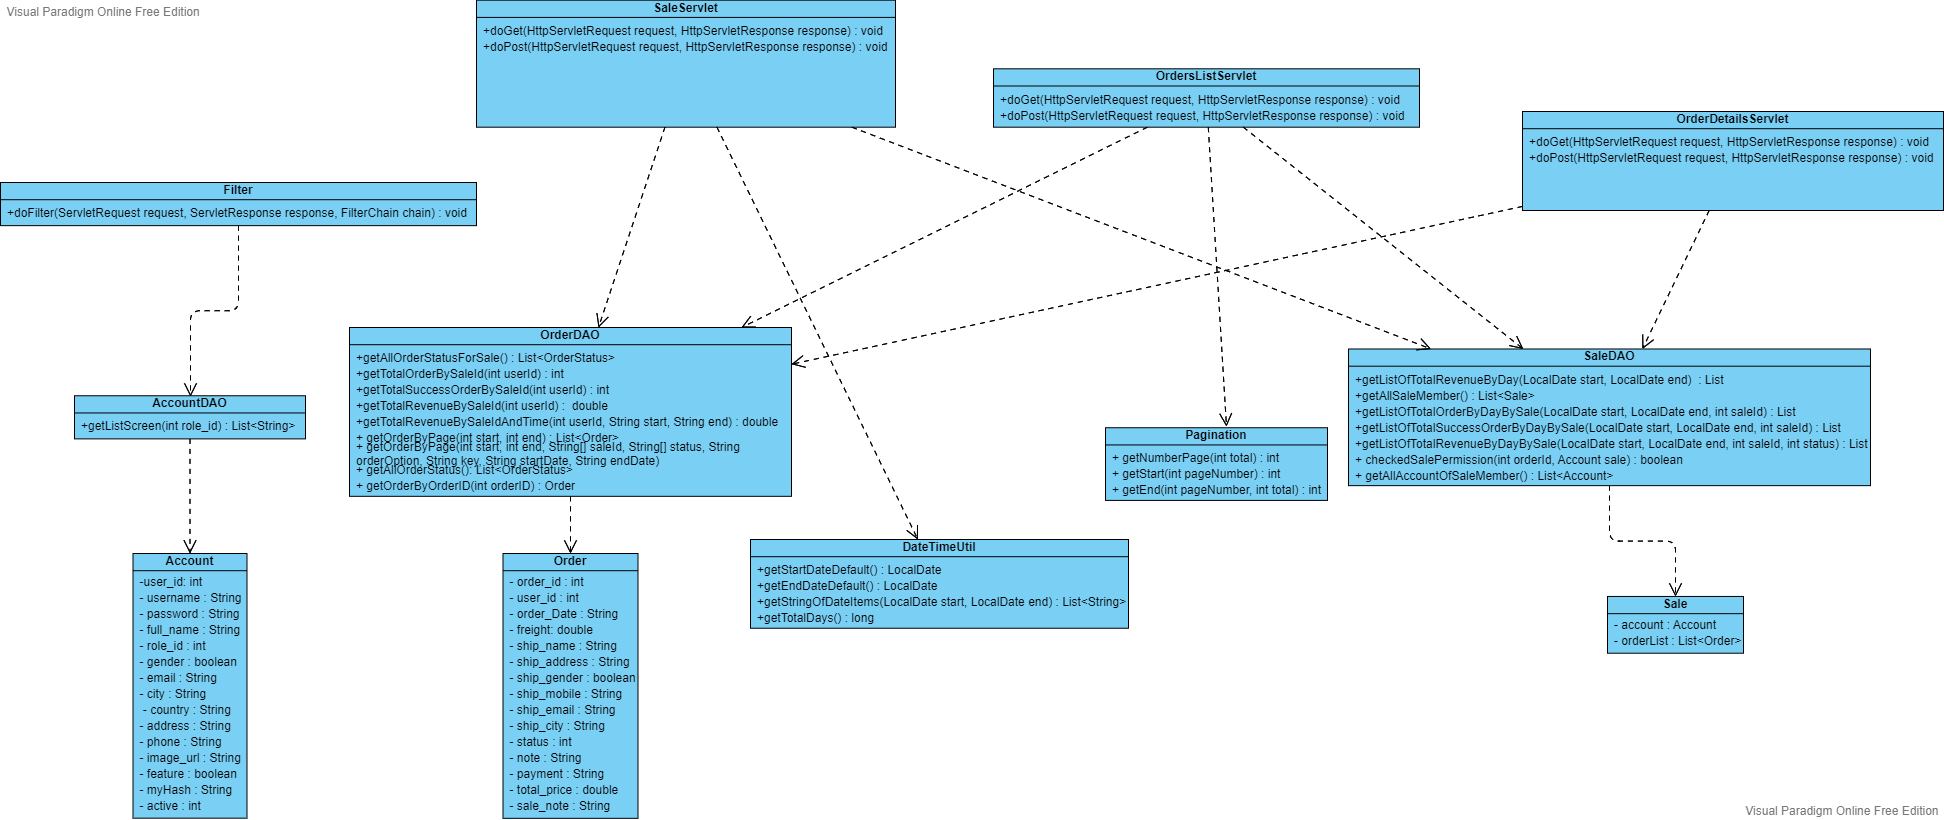 Visual Paradigm Online Free Edition
SaleServlet
+doGet(HttpServletRequest request, HttpServletResponse response) : void
+doPost(HttpServletRequest request, HttpServletResponse response) : void
OrdersListServlet
+doGet(HttpServletRequest request, HttpServletResponse response) : void
+doPost(HttpServletRequest request, HttpServletResponse response) : void
OrderDetailsServlet
+doGet(HttpServletRequest request, HttpServletResponse response) : void
+doPost(HttpServletRequest request, HttpServletResponse response) : void
Filter
+doFilter(ServletRequest request, ServletResponse response, FilterChain chain) : void
OrderDAO
+getAllOrderStatusForSale() : List<OrderStatus>
+getTotalOrderBySaleId(int userId) : int
+getTotalSuccessOrderBySaleId(int userId) : int
+getTotalRevenueBySaleId(int userId) :  double
+getTotalRevenueBySaleIdAndTime(int userId, String start, String end) : double
+ getOrderByPage(int start, int end) : List<Order>
+ getOrderByPage(int start, int end, String[] saleId, String[] status, String
orderOption, String key, String startDate, String endDate)
+ getAllOrderStatus(): List<OrderStatus>
+ getOrderByOrderID(int orderID) : Order
SaleDAO
+getListOfTotalRevenueByDay(LocalDate start, LocalDate end)  : List
+getAllSaleMember() : List<Sale>
+getListOfTotalOrderByDayBySale(LocalDate start, LocalDate end, int saleId) : List
+getListOfTotalSuccessOrderByDayBySale(LocalDate start, LocalDate end, int saleId) : List
+getListOfTotalRevenueByDayBySale(LocalDate start, LocalDate end, int saleId, int status) : List
+ checkedSalePermission(int orderId, Account sale) : boolean
+ getAllAccountOfSaleMember() : List<Account>
AccountDAO
+getListScreen(int role_id) : List<String>
Pagination
+ getNumberPage(int total) : int
+ getStart(int pageNumber) : int
+ getEnd(int pageNumber, int total) : int
DateTimeUtil
+getStartDateDefault() : LocalDate
+getEndDateDefault() : LocalDate
+getStringOfDateItems(LocalDate start, LocalDate end) : List<String>
+getTotalDays() : long
Account
-user_id: int
- username : String
- password : String
- full_name : String
- role_id : int
- gender : boolean
- email : String
- city : String
- country : String
- address : String
- phone : String
- image_url : String
- feature : boolean
- myHash : String
- active : int
Order
- order_id : int
- user_id : int
- order_Date : String
- freight: double
- ship_name : String
- ship_address : String
- ship_gender : boolean
- ship_mobile : String
- ship_email : String
- ship_city : String
- status : int
- note : String
- payment : String
- total_price : double
- sale_note : String
Sale
- account : Account
- orderList : List<Order>
Visual Paradigm Online Free Edition